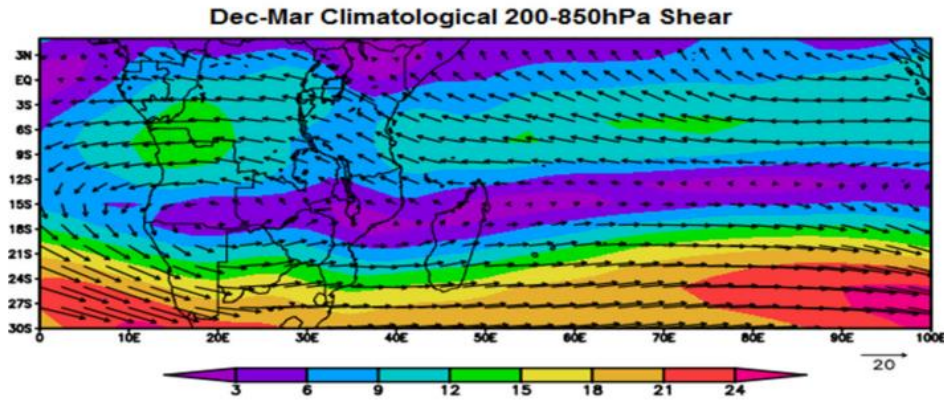 Dec-Mar Climatological 200-850hPa Shear
3N
EQ
3S
6S
9S
12S
15S
18S
21S
24S
27S
30S
0 10E 20E 30E 40E 50E 60E 70E 80E 90E 100E
20
3 6 9 12 15 18 21 24